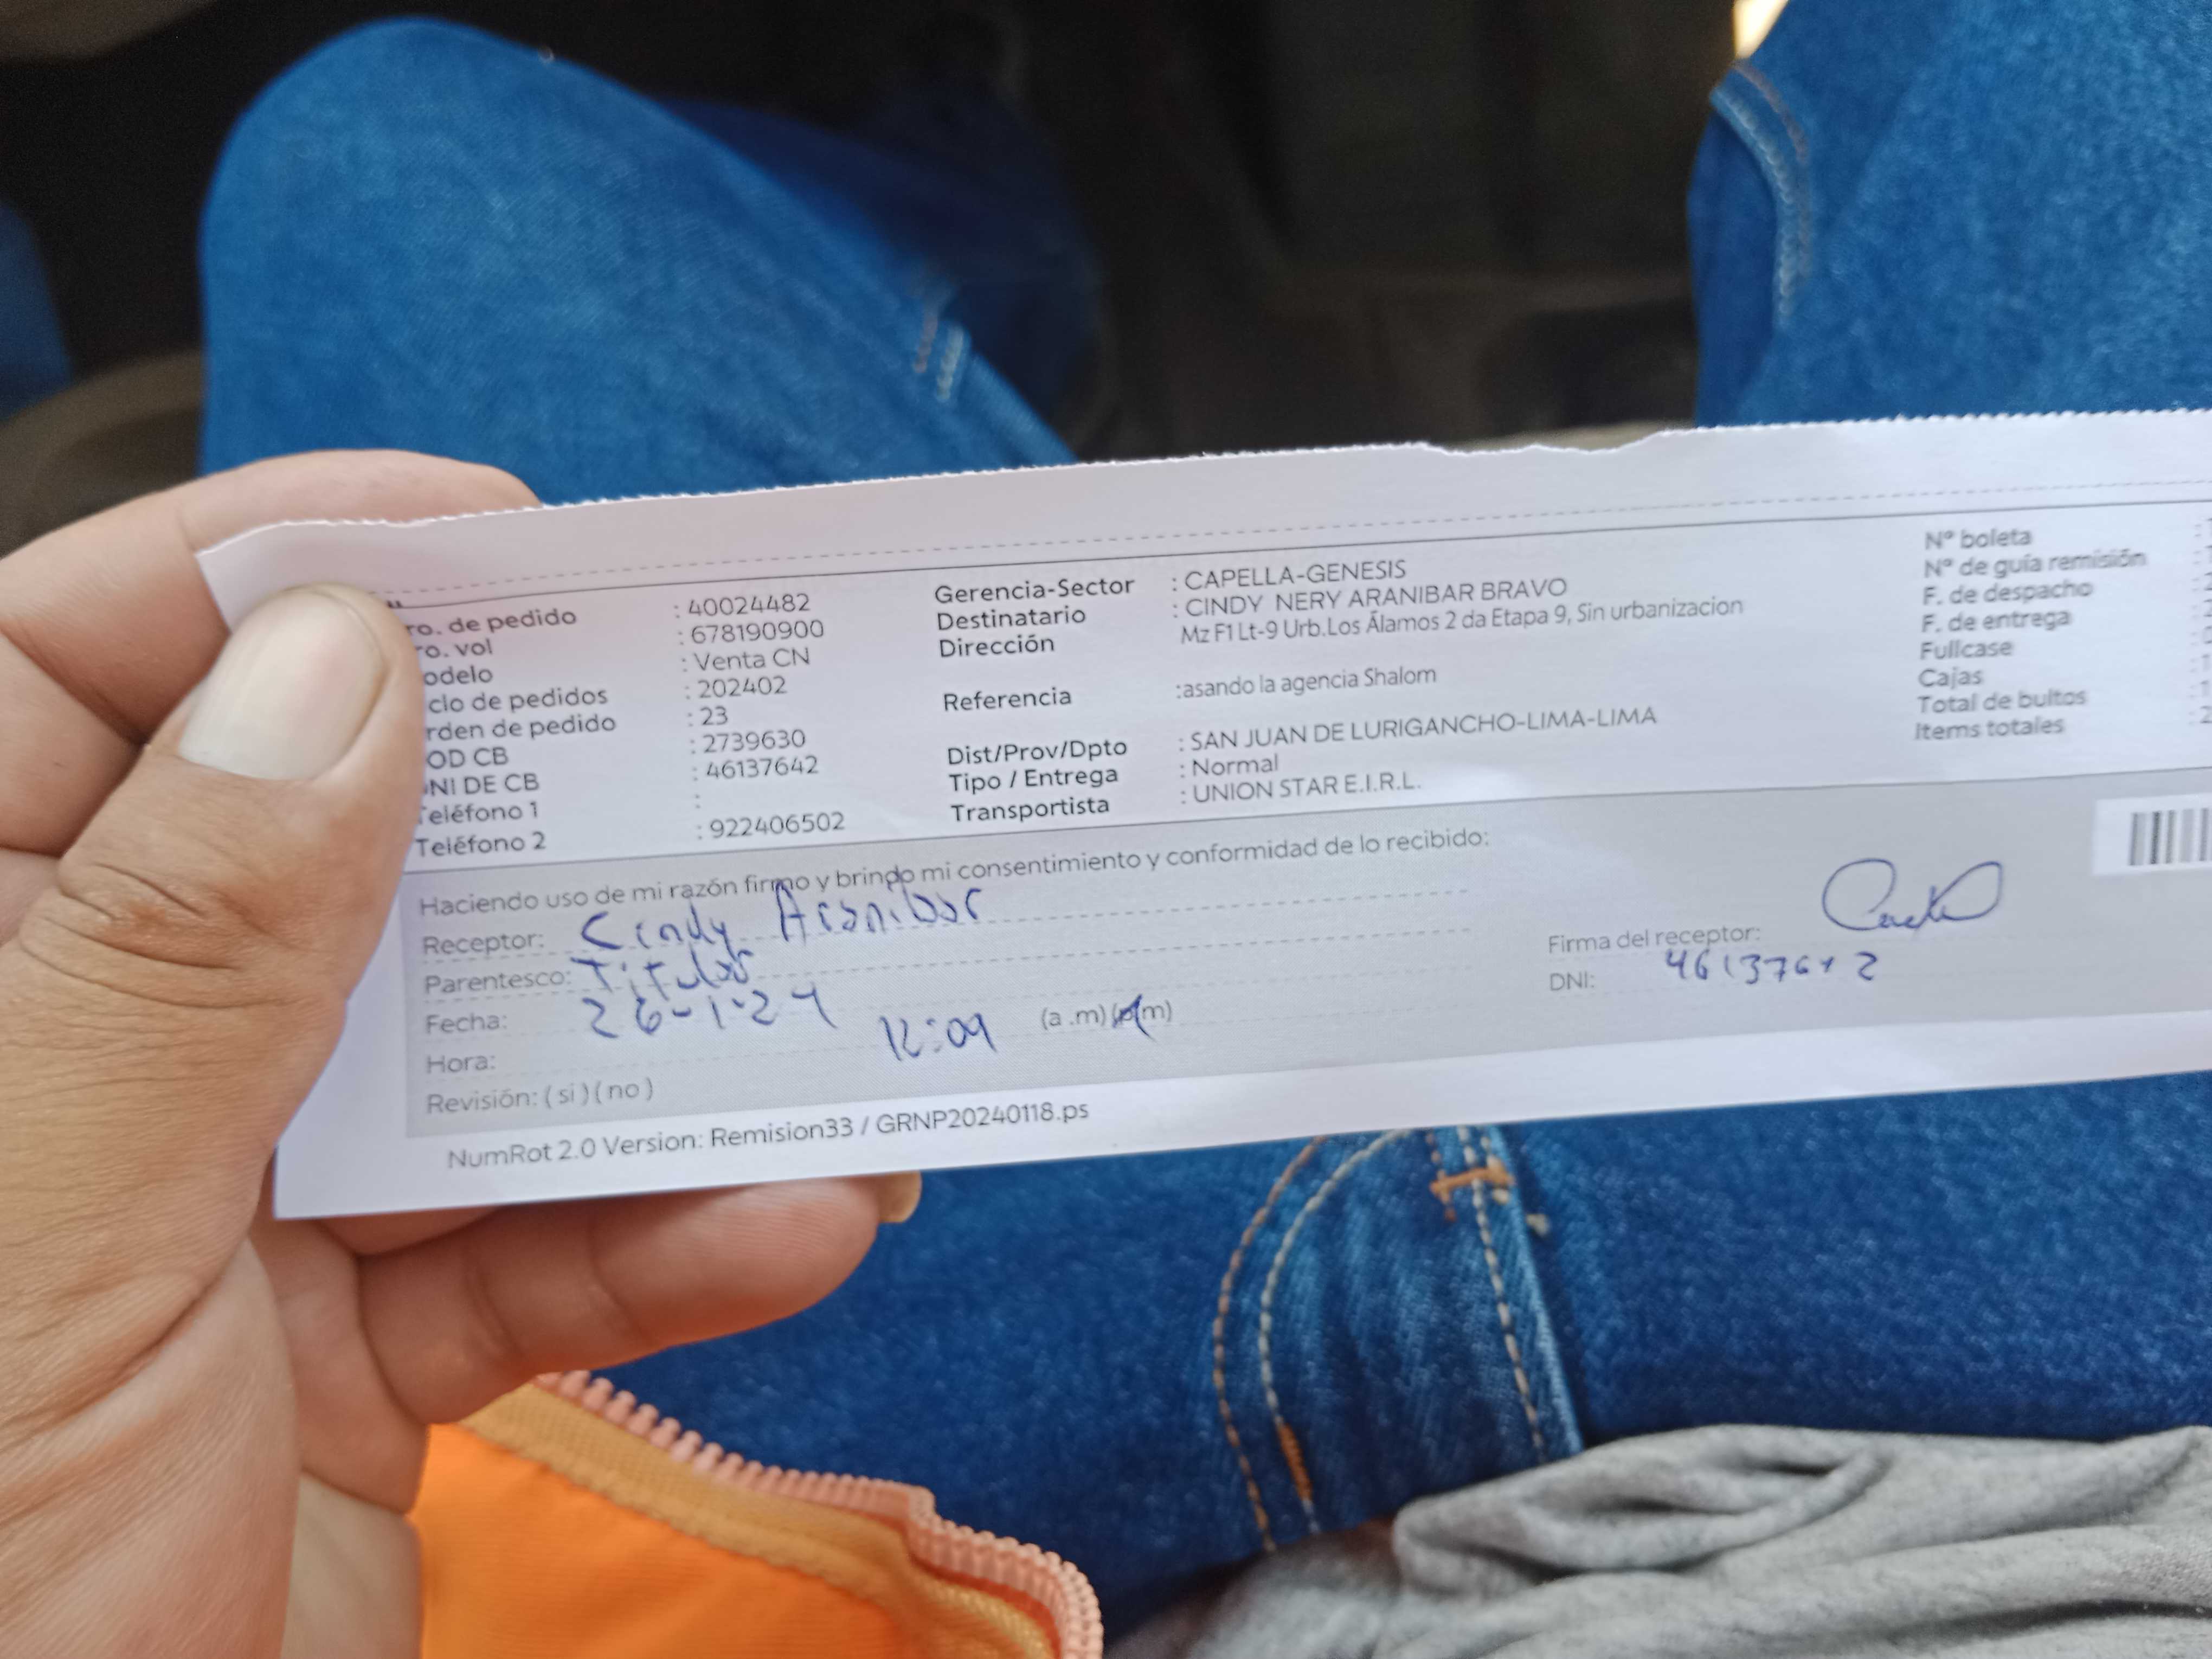 ro. de pedido : 40024482
ro. vol : 678190900
odelo : Venta CN
clo de pedidos : 202402
rden de pedido : 23
OD CB : 2739630
NI DE CB : 46137642
Teléfono 1 :
Teléfono 2 : 922406502
Gerencia-Sector : CAPELLA-GENESIS
Destinatario : CINDY NERY ARANIBAR BRAVO
Dirección Mz F1 Lt-9 Urb.Los Álamos 2 da Etapa 9, Sin urbanizacion
Referencia :asando la agencia Shalom
Dist/Prov/Dpto : SAN JUAN DE LURIGANCHO-LIMA-LIMA
Tipo / Entrega : Normal
Transportista : UNION STAR E.I.R.L.
Nº boleta
Nº de guía remisión
F. de despacho
F. de entrega
Fullcase
Cajas
Total de bultos
Items totales
Haciendo uso de mi razón firmo y brindo mi consentimiento y conformidad de lo recibido:
Receptor: Cindy Aranibar
Parentesco: Titular
Fecha: 26-1-24
Hora: 12:09 (a .m) (p.m)
Revisión: ( si ) ( no )
Firma del receptor:
DNI: 46137642
NumRot 2.0 Version: Remision33 / GRNP20240118.ps